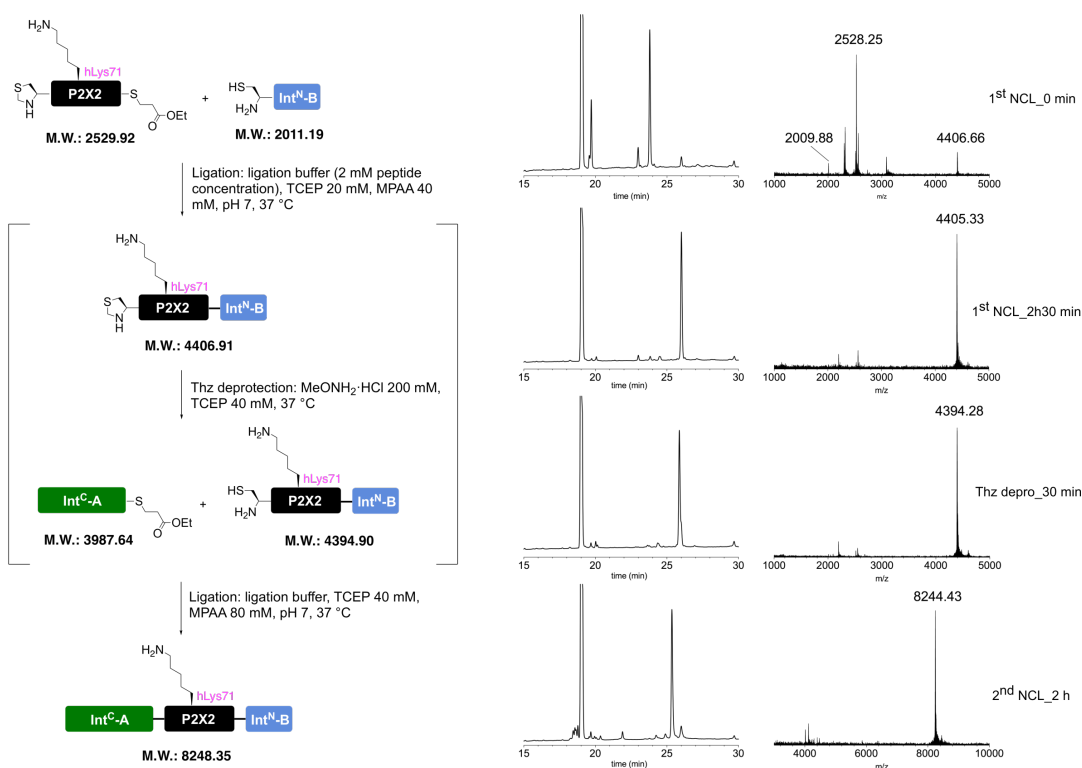 H₂N
hLys71
S
N
H
P2X2
S
O
OEt
M.W.: 2529.92
+
HS
H₂N
Intᴺ-B
M.W.: 2011.19
Ligation: ligation buffer (2 mM peptide
concentration), TCEP 20 mM, MPAA 40
mM, pH 7, 37 °C
H₂N
hLys71
S
N
H
P2X2
Intᴺ-B
M.W.: 4406.91
Thz deprotection: MeONH₂·HCl 200 mM,
TCEP 40 mM, 37 °C
Intᶜ-A
S
O
OEt
M.W.: 3987.64
+
H₂N
hLys71
HS
H₂N
P2X2
Intᴺ-B
M.W.: 4394.90
Ligation: ligation buffer, TCEP 40 mM,
MPAA 80 mM, pH 7, 37 °C
H₂N
hLys71
Intᶜ-A
P2X2
Intᴺ-B
M.W.: 8248.35
15 20 25 30
time (min)
2528.25
2009.88
4406.66
1000 2000 3000 4000 5000
m/z
1st NCL_0 min
15 20 25 30
time (min)
4405.33
1000 2000 3000 4000 5000
m/z
1st NCL_2h30 min
15 20 25 30
time (min)
4394.28
1000 2000 3000 4000 5000
m/z
Thz depro_30 min
15 20 25 30
time (min)
8244.43
4000 6000 8000 10000
m/z
2nd NCL_2 h